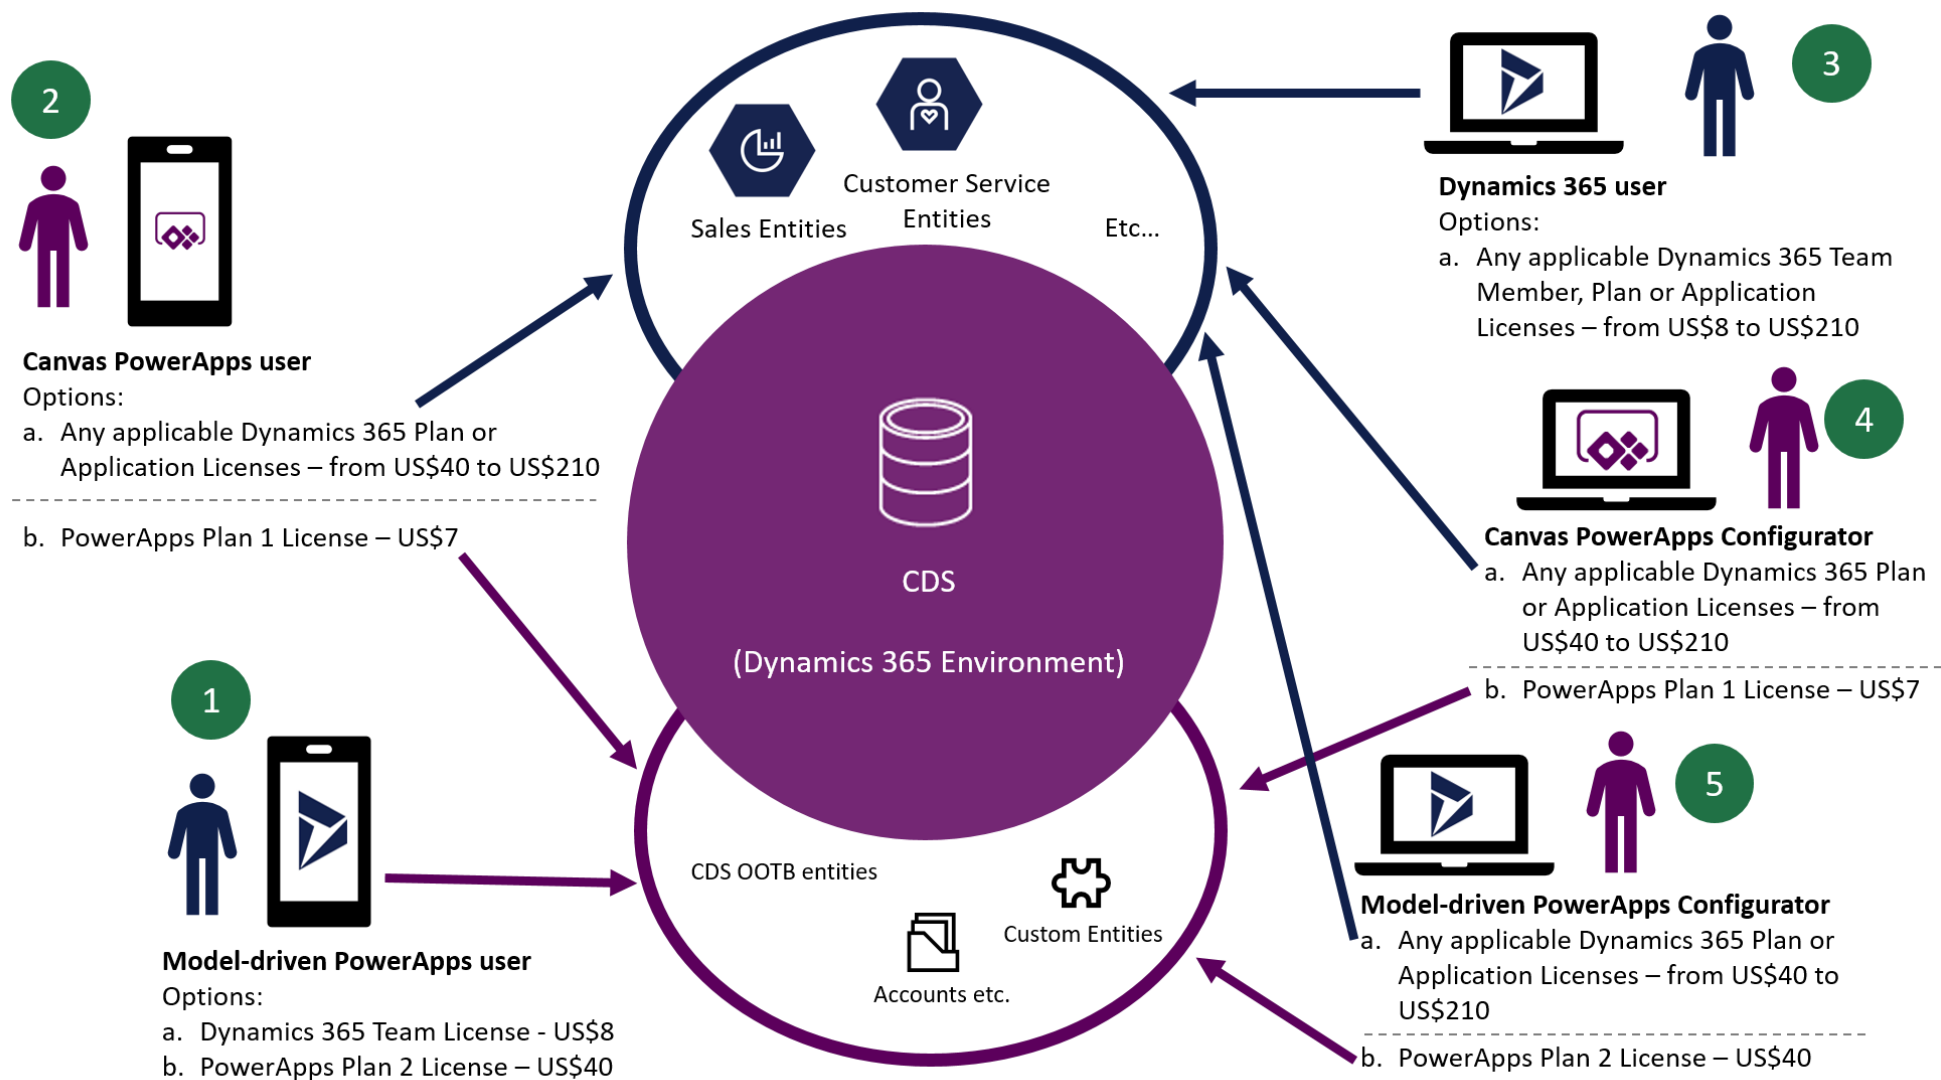 2
Canvas PowerApps user
Options:
a. Any applicable Dynamics 365 Plan or
Application Licenses – from US$40 to US$210
b. PowerApps Plan 1 License – US$7
1
Model-driven PowerApps user
Options:
a. Dynamics 365 Team License - US$8
b. PowerApps Plan 2 License – US$40
Sales Entities
Customer Service
Entities
Etc...
CDS
(Dynamics 365 Environment)
CDS OOTB entities
Custom Entities
Accounts etc.
3
Dynamics 365 user
Options:
a. Any applicable Dynamics 365 Team
Member, Plan or Application
Licenses – from US$8 to US$210
4
Canvas PowerApps Configurator
a. Any applicable Dynamics 365 Plan
or Application Licenses – from
US$40 to US$210
b. PowerApps Plan 1 License – US$7
5
Model-driven PowerApps Configurator
a. Any applicable Dynamics 365 Plan or
Application Licenses – from US$40 to
US$210
b. PowerApps Plan 2 License – US$40